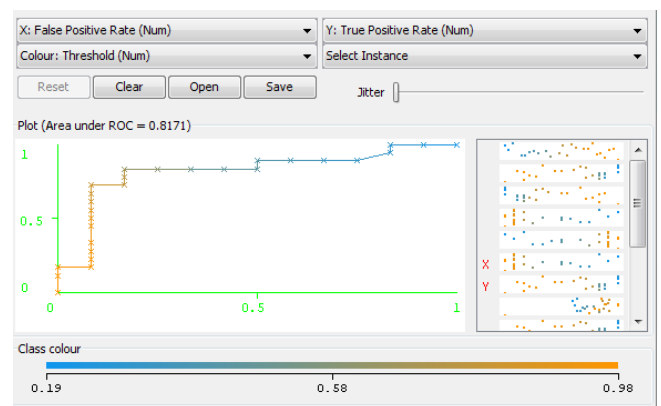 X: False Positive Rate (Num) Y: True Positive Rate (Num)
Colour: Threshold (Num) Select Instance
Reset Clear Open Save Jitter
Plot (Area under ROC = 0.8171)
1
0.5
X
0 Y
0 0.5 1
Class colour
0.19 0.58 0.98